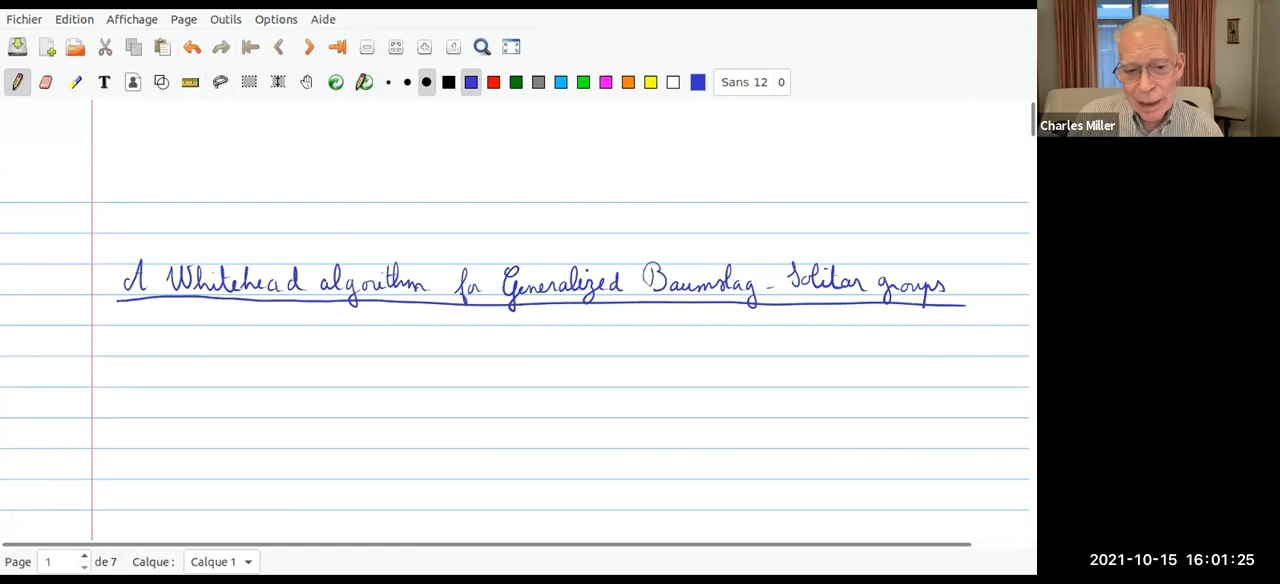 Fichier Edition Affichage Page Outils Options Aide
T Sans 12 0
Charles Miller
A Whitehead algorithm for Generalized Baumslag - Solitar groups
Page 1 de 7 Calque : Calque 1
2021-10-15 16:01:25